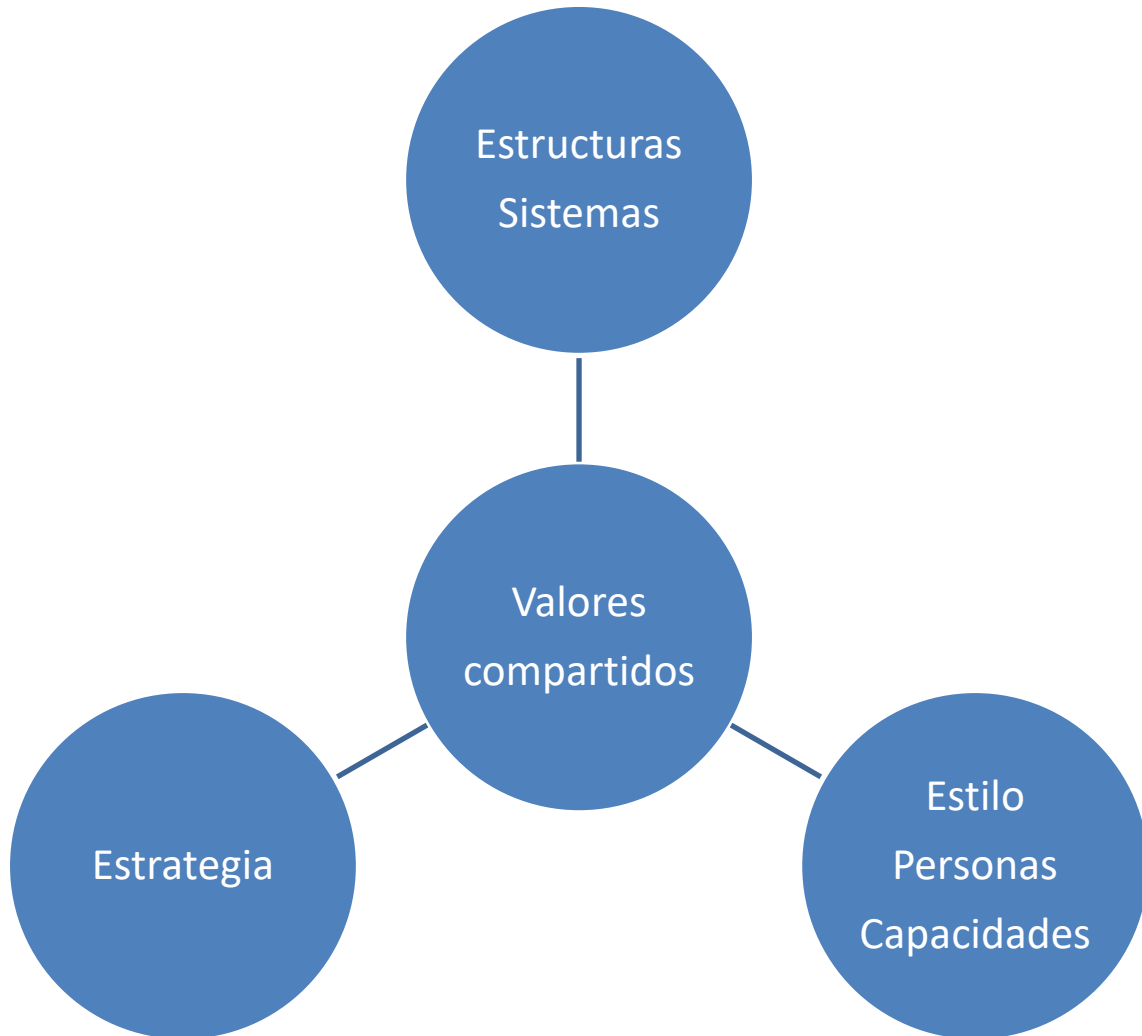 Estructuras
Sistemas
Valores
compartidos
Estrategia
Estilo
Personas
Capacidades